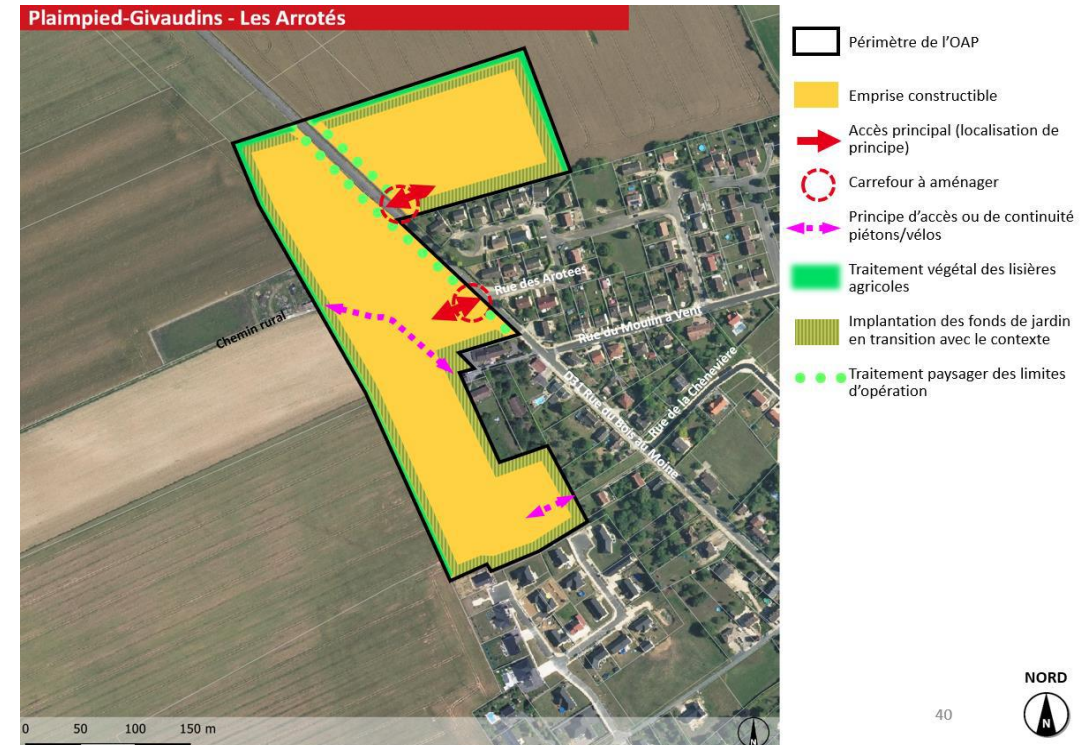 Plaimpied-Givaudins - Les Arrotés
Rue des Arotees
Rue du Moulin à Vent
Chemin rural
D31 Rue du Bois au Moine
Rue de la Chènevière
0 50 100 150 m
N
Périmètre de l'OAP
Emprise constructible
Accès principal (localisation de
principe)
Carrefour à aménager
Principe d'accès ou de continuité
piétons/vélos
Traitement végétal des lisières
agricoles
Implantation des fonds de jardin
en transition avec le contexte
Traitement paysager des limites
d'opération
NORD
N
40